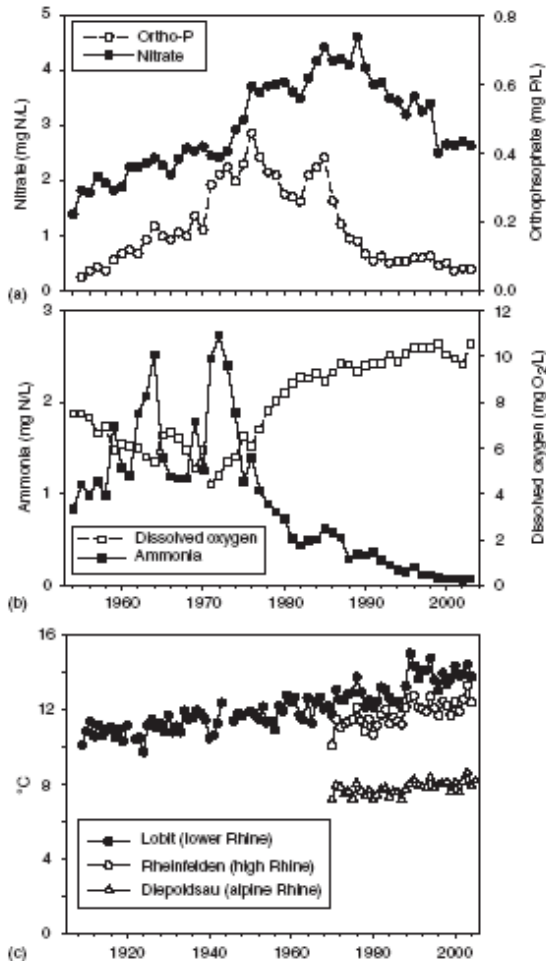 Ortho-P
Nitrate
5
4
3
2
1
0
0.8
0.6
0.4
0.2
0.0
Nitrate (mg N/L)
Orthophsophate (mg P/L)
(a)
3
2
1
0
12
10
8
6
4
2
0
Ammonia (mg N/L)
Dissolved oxygen (mg O2/L)
Dissolved oxygen
Ammonia
(b)
1960 1970 1980 1990 2000
16
12
8
4
0
°C
Lobit (lower Rhine)
Rheinfelden (high Rhine)
Diepoldsau (alpine Rhine)
(c)
1920 1940 1960 1980 2000